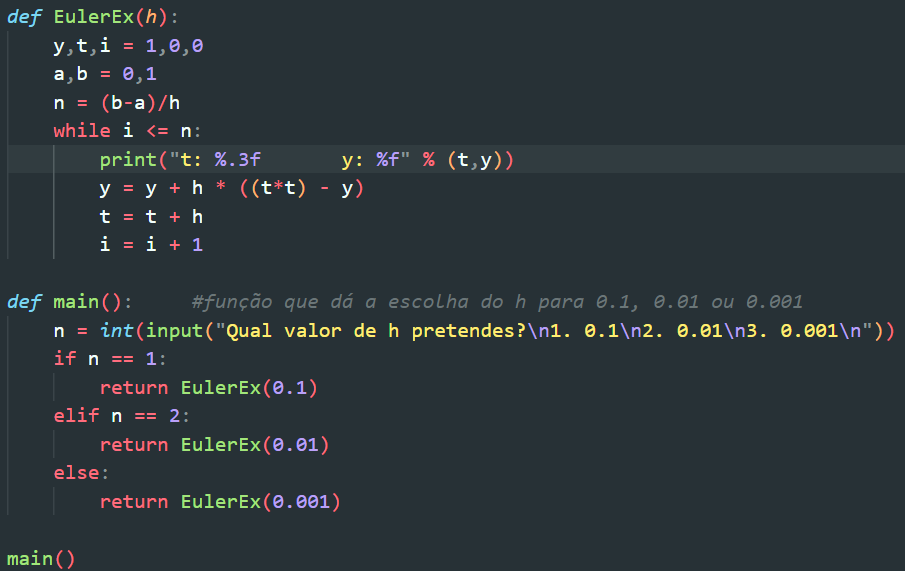 def EulerEx(h):
    y,t,i = 1,0,0
    a,b = 0,1
    n = (b-a)/h
    while i <= n:
        print("t: %.3f       y: %f" % (t,y))
        y = y + h * ((t*t) - y)
        t = t + h
        i = i + 1

def main():     #função que dá a escolha do h para 0.1, 0.01 ou 0.001
    n = int(input("Qual valor de h pretendes?\n1. 0.1\n2. 0.01\n3. 0.001\n"))
    if n == 1:
        return EulerEx(0.1)
    elif n == 2:
        return EulerEx(0.01)
    else:
        return EulerEx(0.001)

main()